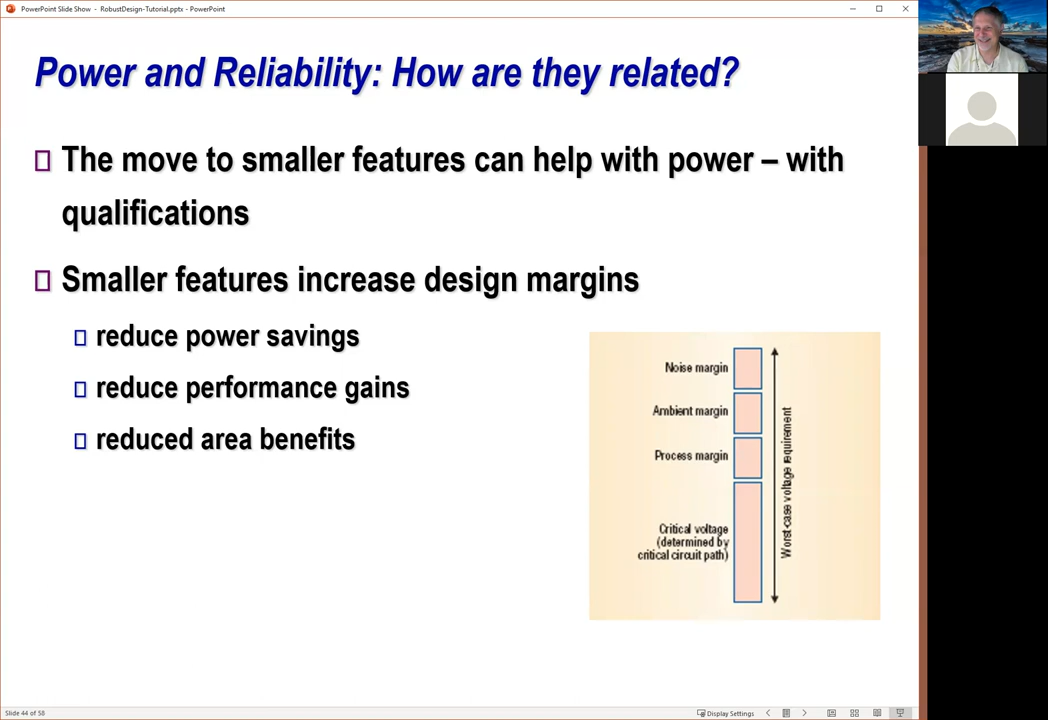 PowerPoint Slide Show - RobustDesign-Tutorial.pptx - PowerPoint
Power and Reliability: How are they related?
The move to smaller features can help with power – with
qualifications
Smaller features increase design margins
reduce power savings
reduce performance gains
reduced area benefits
Noise margin
Ambient margin
Process margin
Critical voltage
(determined by
critical circuit path)
Worst-case voltage requirement
Slide 44 of 58
Display Settings